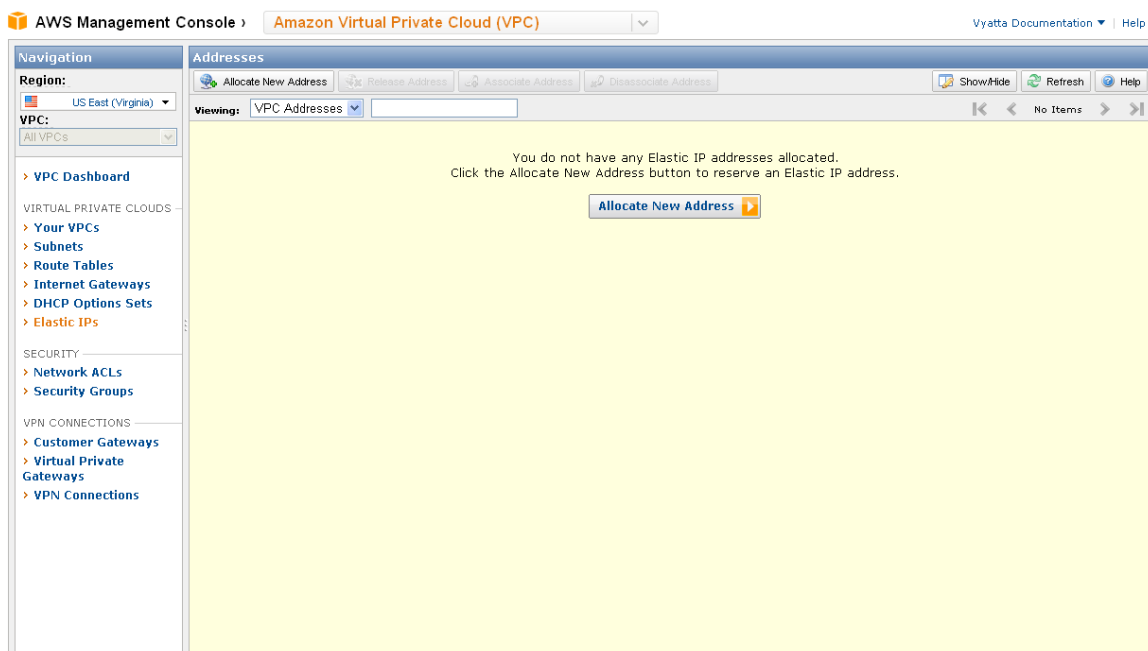 AWS Management Console › Amazon Virtual Private Cloud (VPC) Vyatta Documentation ▼ | Help
Navigation
Region:
US East (Virginia)
VPC:
All VPCs
VPC Dashboard
VIRTUAL PRIVATE CLOUDS
Your VPCs
Subnets
Route Tables
Internet Gateways
DHCP Options Sets
Elastic IPs
SECURITY
Network ACLs
Security Groups
VPN CONNECTIONS
Customer Gateways
Virtual Private
Gateways
VPN Connections
Addresses
Allocate New Address Release Address Associate Address Disassociate Address Show/Hide Refresh Help
Viewing: VPC Addresses No Items
You do not have any Elastic IP addresses allocated.
Click the Allocate New Address button to reserve an Elastic IP address.
Allocate New Address